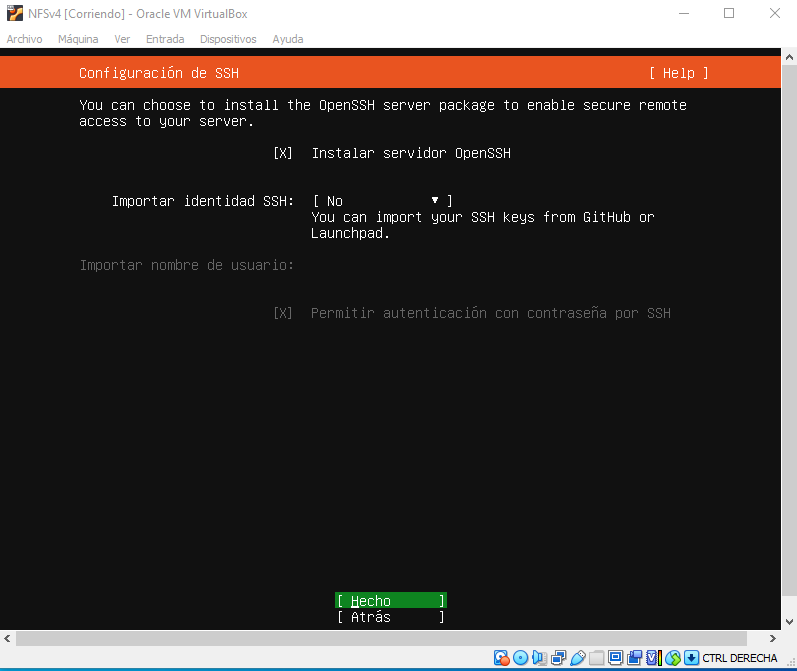 NFSv4 [Corriendo] - Oracle VM VirtualBox
Archivo Máquina Ver Entrada Dispositivos Ayuda
Configuración de SSH [ Help ]
You can choose to install the OpenSSH server package to enable secure remote
access to your server.
[X] Instalar servidor OpenSSH
Importar identidad SSH: [ No ▾ ]
You can import your SSH keys from GitHub or
Launchpad.
Importar nombre de usuario:
[X] Permitir autenticación con contraseña por SSH
[ Hecho ]
[ Atrás ]
CTRL DERECHA